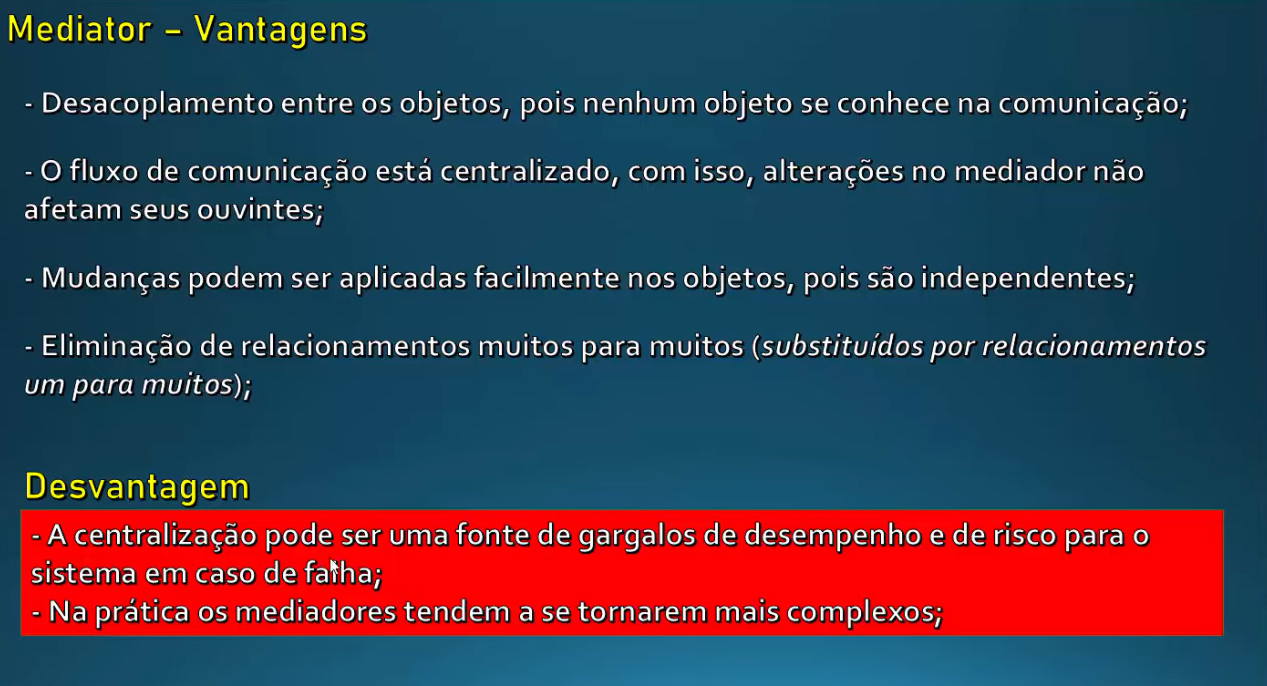 Mediator – Vantagens
- Desacoplamento entre os objetos, pois nenhum objeto se conhece na comunicação;
- O fluxo de comunicação está centralizado, com isso, alterações no mediador não
afetam seus ouvintes;
- Mudanças podem ser aplicadas facilmente nos objetos, pois são independentes;
- Eliminação de relacionamentos muitos para muitos (substituídos por relacionamentos
um para muitos);
Desvantagem
- A centralização pode ser uma fonte de gargalos de desempenho e de risco para o
sistema em caso de falha;
- Na prática os mediadores tendem a se tornarem mais complexos;